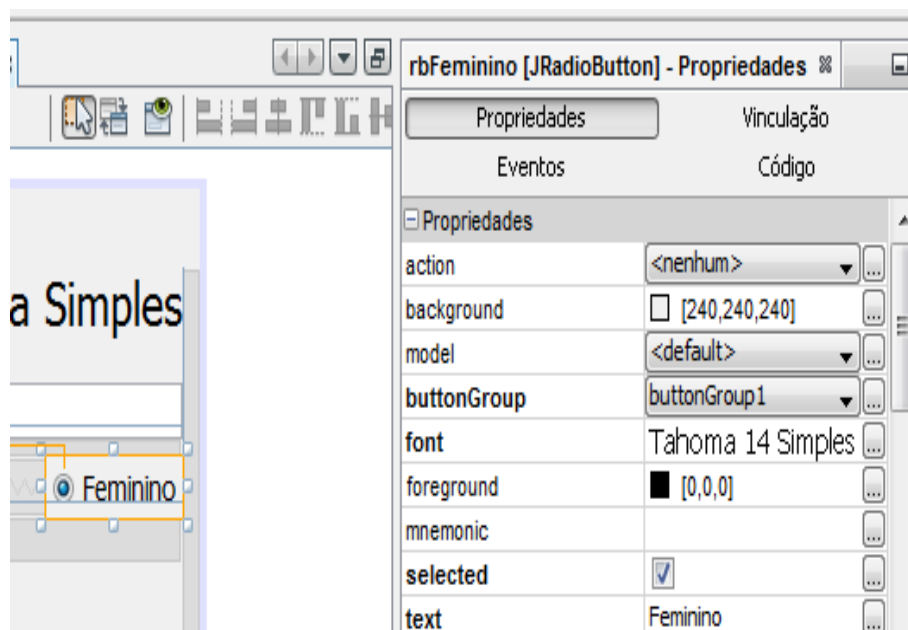 rbFeminino [JRadioButton] - Propriedades
Propriedades Vinculação
Eventos Código
Propriedades
action <nenhum> ...
background [240,240,240] ...
model <default> ...
buttonGroup buttonGroup1 ...
font Tahoma 14 Simples ...
foreground [0,0,0] ...
mnemonic ...
selected ...
text Feminino ...
a Simples
Feminino